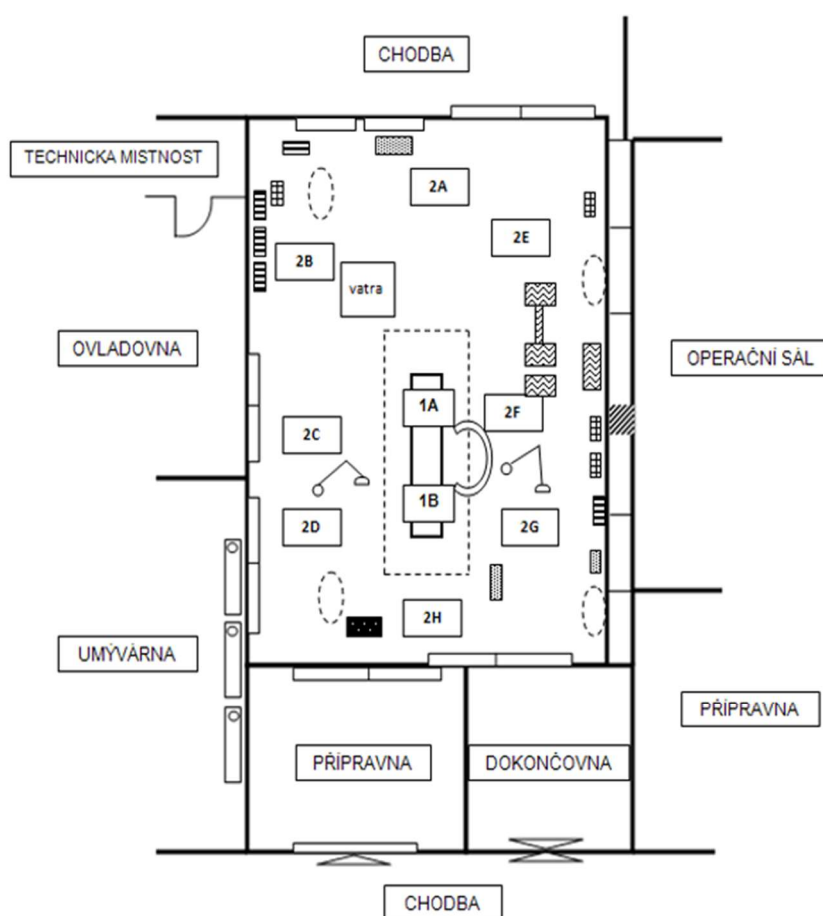 CHODBA
TECHNICKA MISTNOST
2A
2E
2B
vatra
OVLADOVNA
OPERAČNÍ SÁL
1A
2F
2C
1B
2D
2G
2H
UMÝVÁRNA
PŘÍPRAVNA
PŘÍPRAVNA
DOKONČOVNA
CHODBA